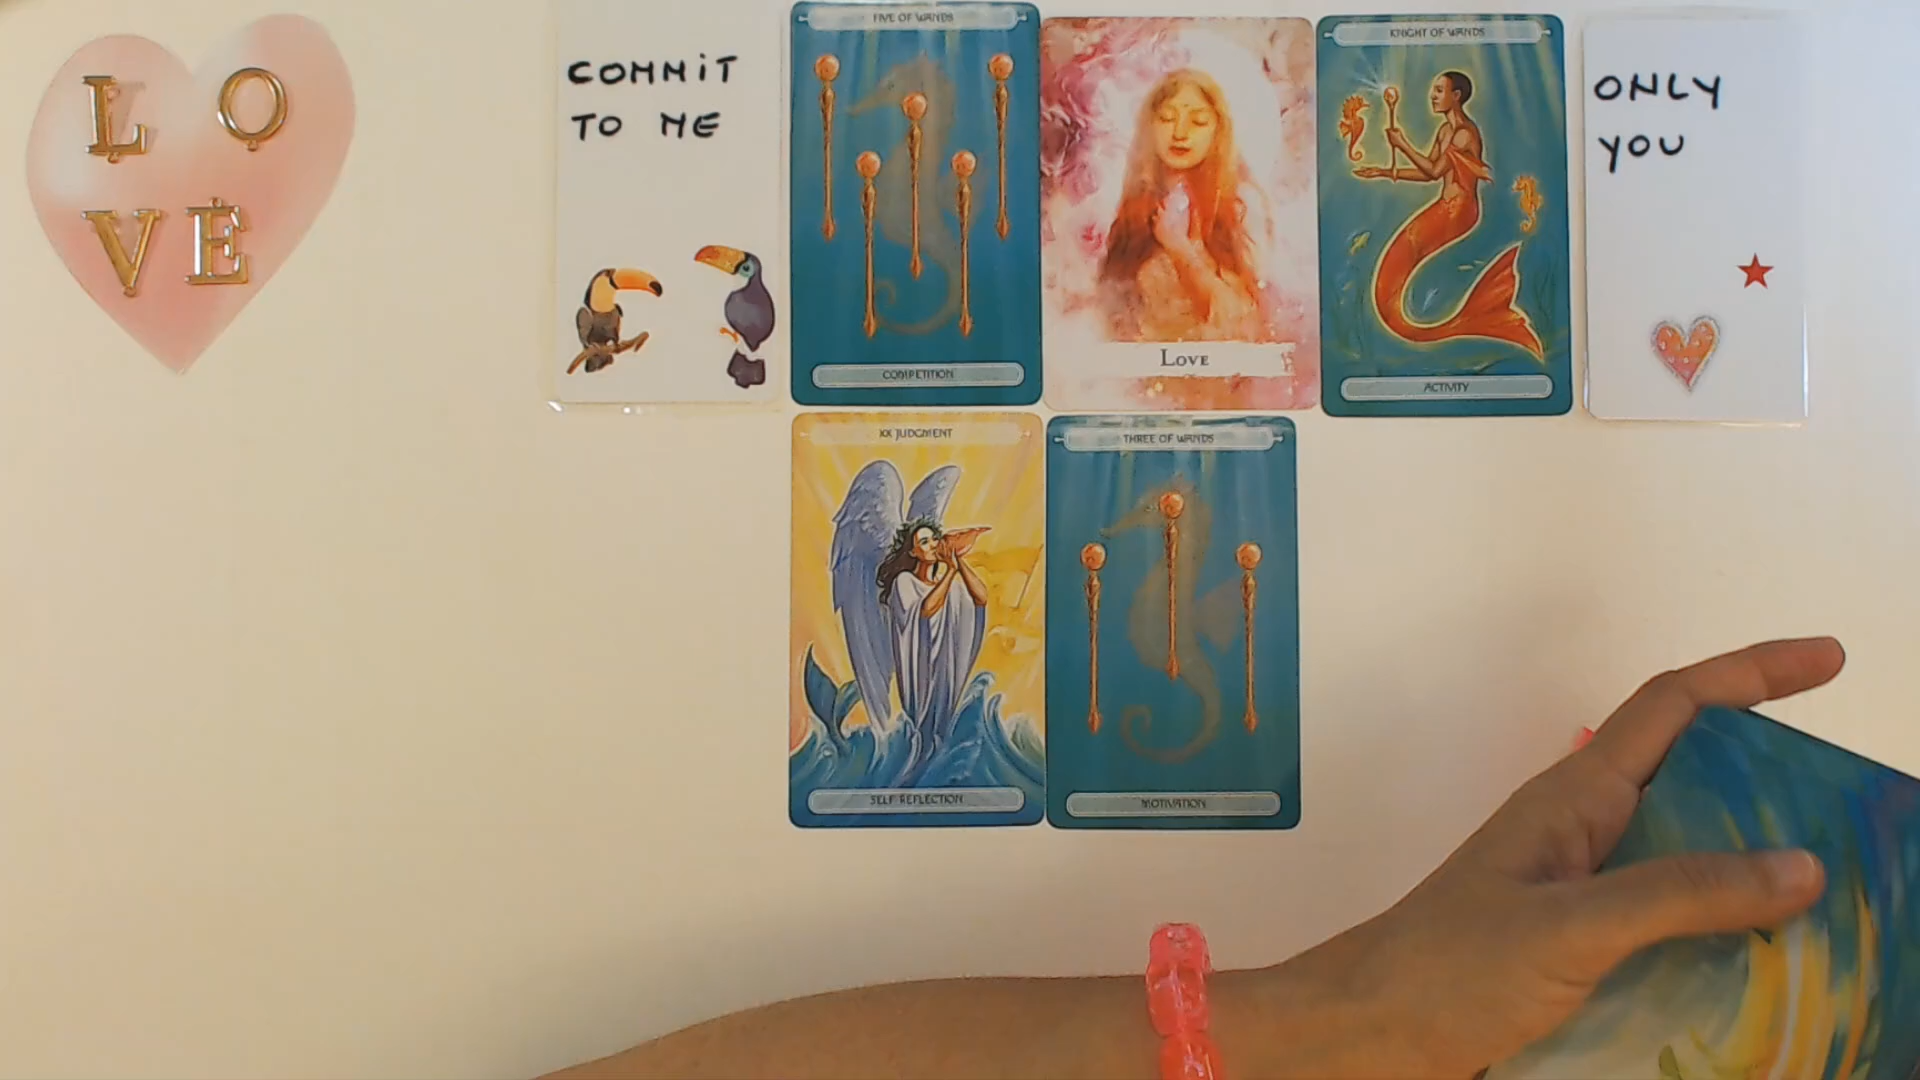 L O
V E
COMMIT
TO ME
FIVE OF WANDS
COMPETITION
LOVE
KNIGHT OF WANDS
ACTIVITY
ONLY
YOU
XX JUDGMENT
SELF REFLECTION
THREE OF WANDS
MOTIVATION